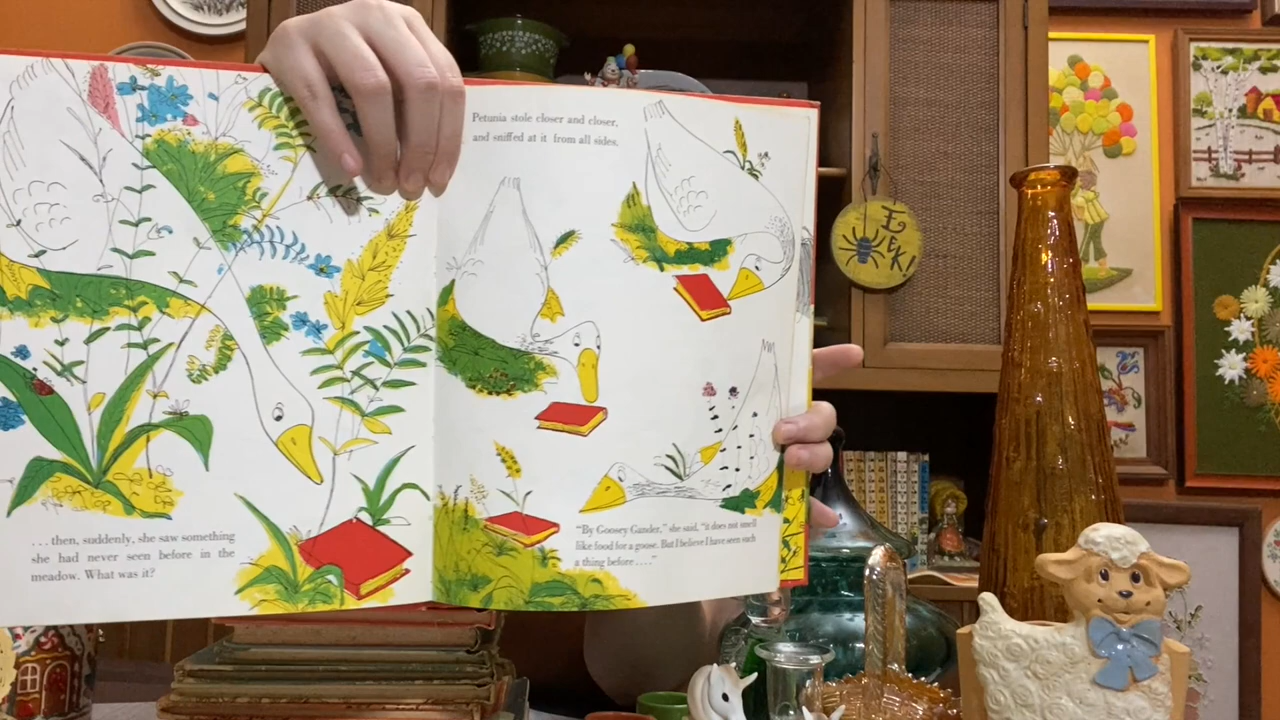 . . . then, suddenly, she saw something
she had never seen before in the
meadow. What was it?
Petunia stole closer and closer,
and sniffed at it from all sides.
"By Goosey Gander," she said, "it does not smell
like food for a goose. But I believe I have seen such
a thing before . . . ."
EEK!